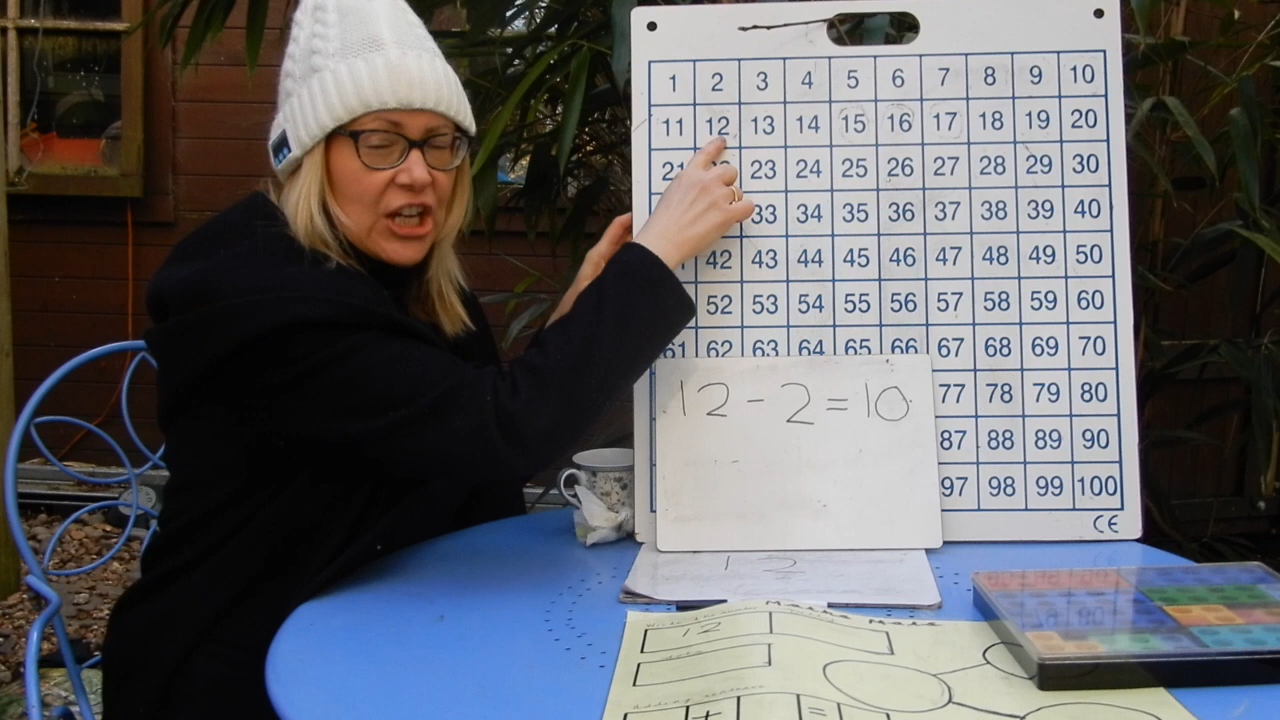 1 2 3 4 5 6 7 8 9 10
11 12 13 14 15 16 17 18 19 20
21 23 24 25 26 27 28 29 30
33 34 35 36 37 38 39 40
42 43 44 45 46 47 48 49 50
52 53 54 55 56 57 58 59 60
61 62 63 64 65 66 67 68 69 70
77 78 79 80
87 88 89 90
97 98 99 100
12 - 2 = 10
CE
12
12
+ =